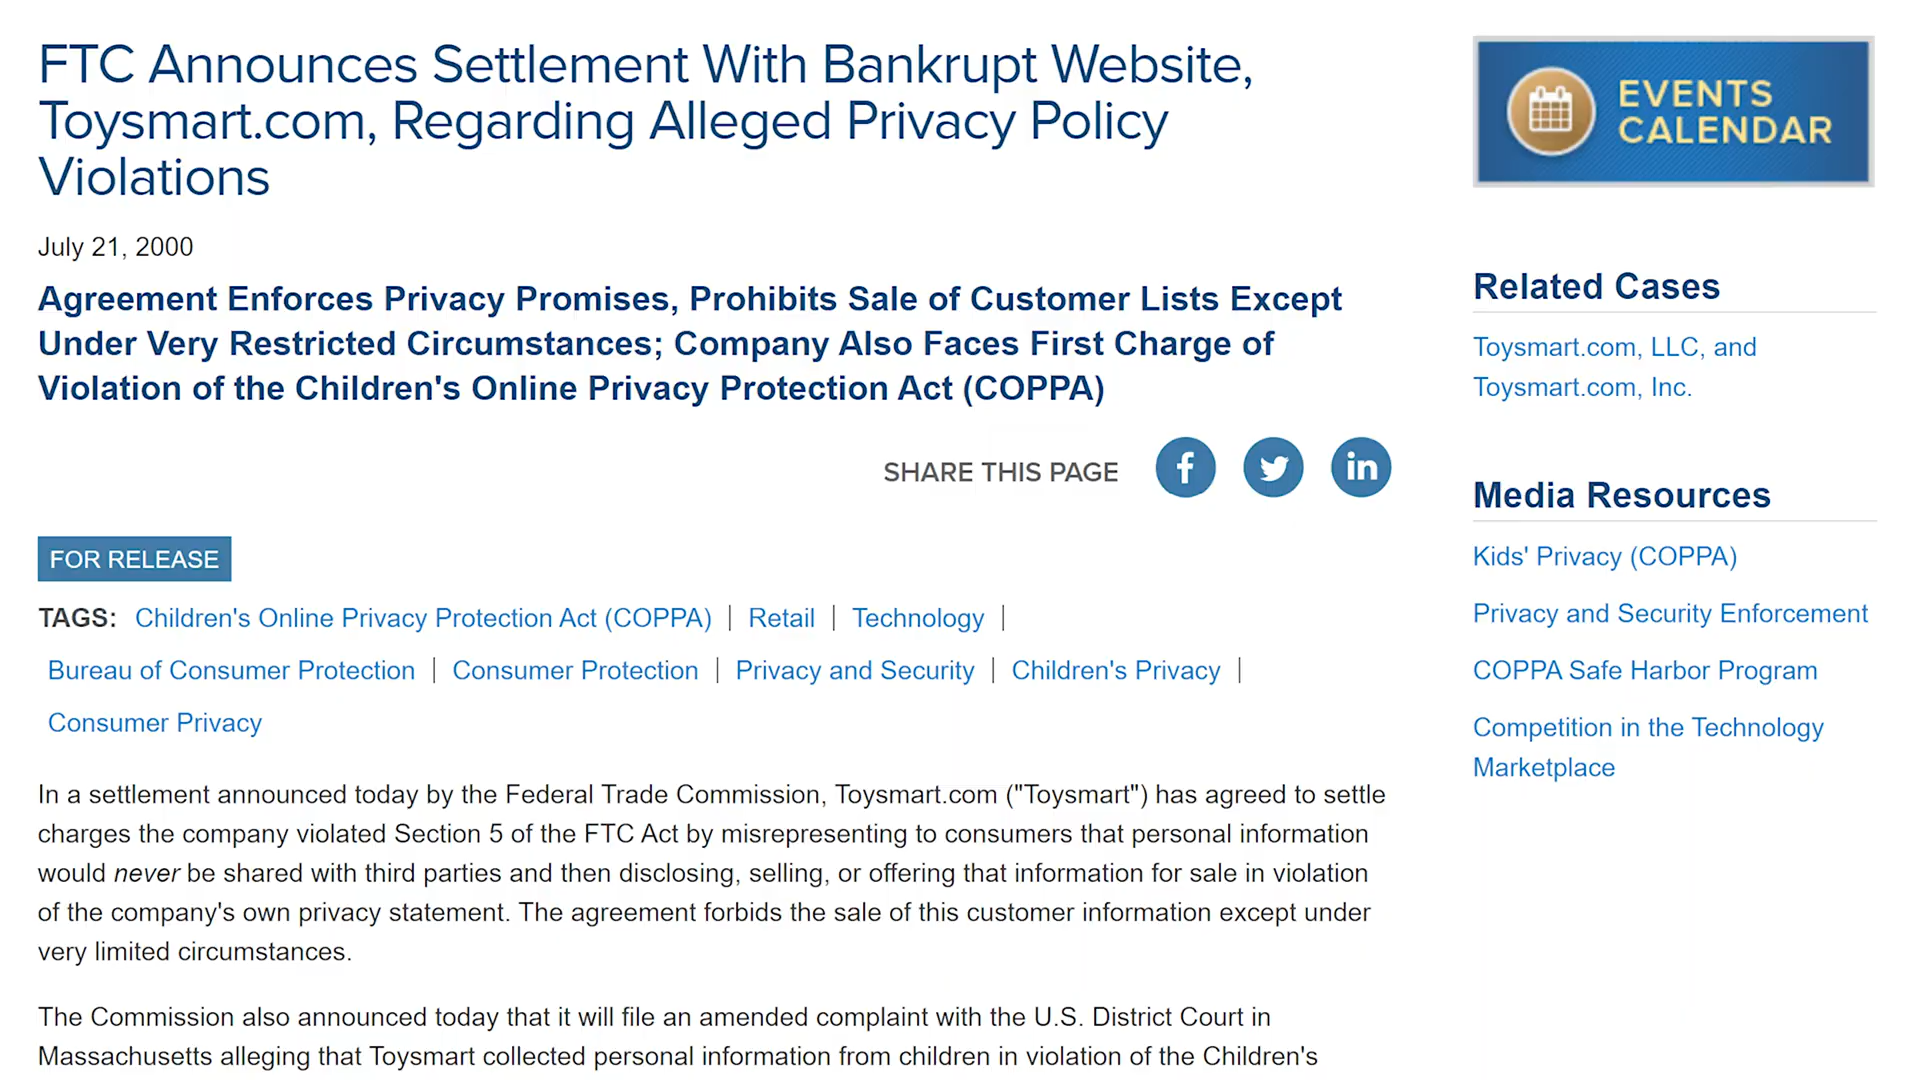 FTC Announces Settlement With Bankrupt Website,
Toysmart.com, Regarding Alleged Privacy Policy
Violations
July 21, 2000
Agreement Enforces Privacy Promises, Prohibits Sale of Customer Lists Except
Under Very Restricted Circumstances; Company Also Faces First Charge of
Violation of the Children's Online Privacy Protection Act (COPPA)
SHARE THIS PAGE
FOR RELEASE
TAGS: Children's Online Privacy Protection Act (COPPA) | Retail | Technology |
Bureau of Consumer Protection | Consumer Protection | Privacy and Security | Children's Privacy |
Consumer Privacy
In a settlement announced today by the Federal Trade Commission, Toysmart.com ("Toysmart") has agreed to settle
charges the company violated Section 5 of the FTC Act by misrepresenting to consumers that personal information
would never be shared with third parties and then disclosing, selling, or offering that information for sale in violation
of the company's own privacy statement. The agreement forbids the sale of this customer information except under
very limited circumstances.
The Commission also announced today that it will file an amended complaint with the U.S. District Court in
Massachusetts alleging that Toysmart collected personal information from children in violation of the Children's
EVENTS
CALENDAR
Related Cases
Toysmart.com, LLC, and
Toysmart.com, Inc.
Media Resources
Kids' Privacy (COPPA)
Privacy and Security Enforcement
COPPA Safe Harbor Program
Competition in the Technology
Marketplace